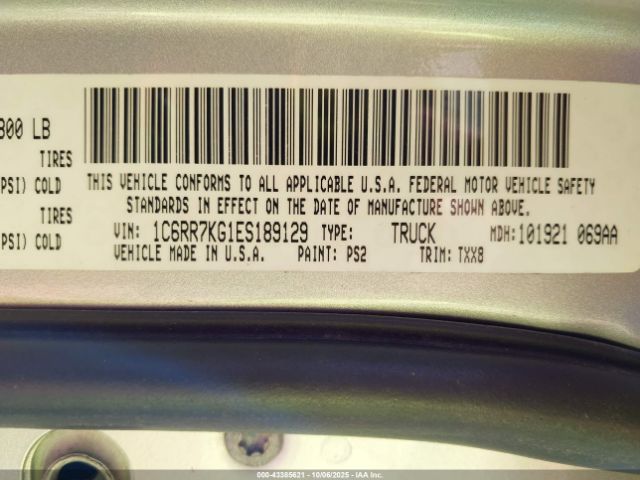 300 LB
TIRES
PSI) COLD
TIRES
PSI) COLD
THIS VEHICLE CONFORMS TO ALL APPLICABLE U.S.A. FEDERAL MOTOR VEHICLE SAFETY
STANDARDS IN EFFECT ON THE DATE OF MANUFACTURE SHOWN ABOVE.
VIN: 1C6RR7KG1ES189129 TYPE: TRUCK MDH: 101921 069AA
VEHICLE MADE IN U.S.A. PAINT: PS2 TRIM: TXX8
000-43385621 | 10/06/2025 | IAA Inc.